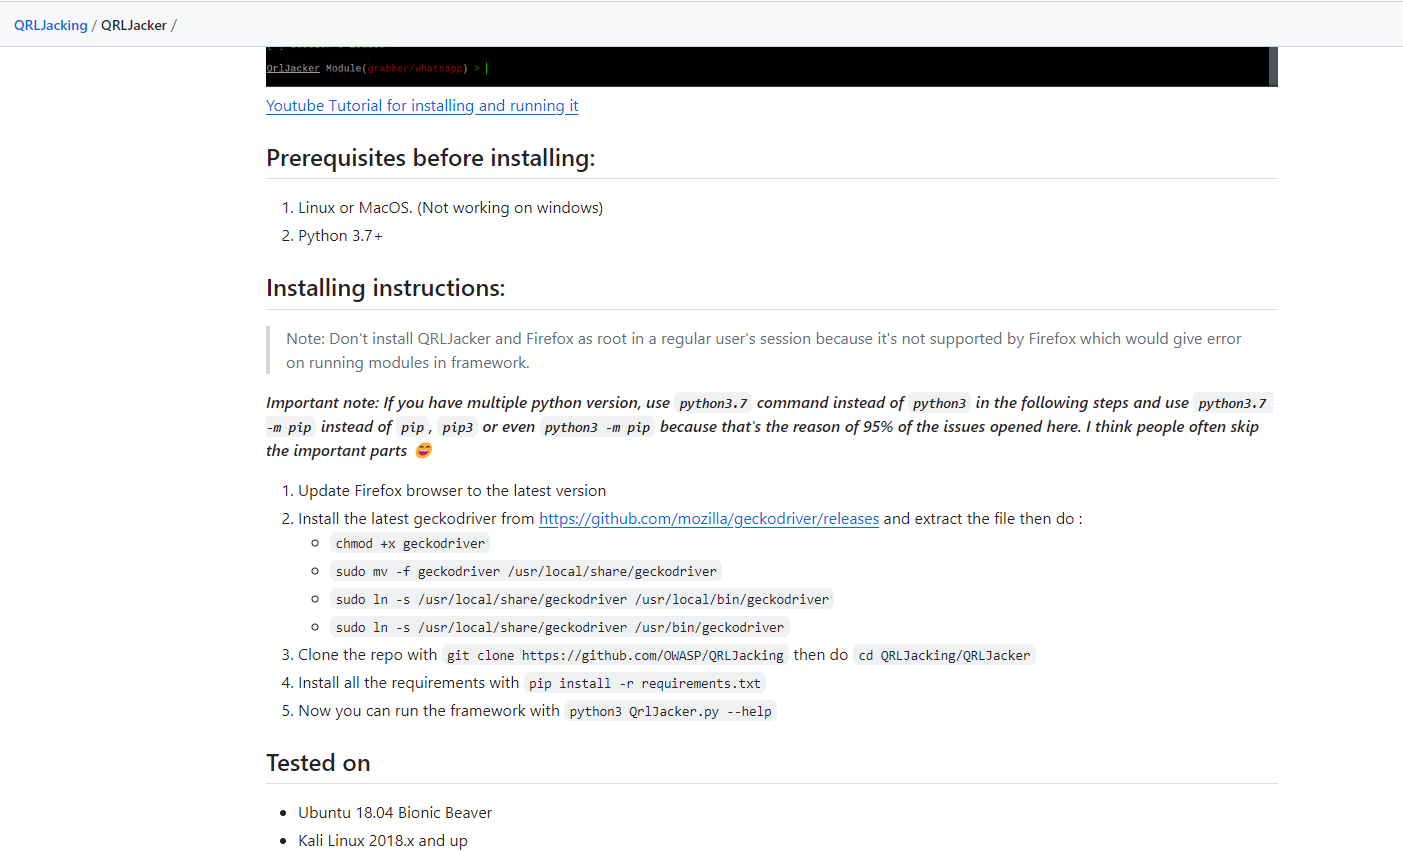 QRLJacking / QRLJacker /
QrlJacker Module(grabber/whatsapp) > |
Youtube Tutorial for installing and running it
Prerequisites before installing:
1. Linux or MacOS. (Not working on windows)
2. Python 3.7+
Installing instructions:
Note: Don't install QRLJacker and Firefox as root in a regular user's session because it's not supported by Firefox which would give error
on running modules in framework.
Important note: If you have multiple python version, use python3.7 command instead of python3 in the following steps and use python3.7
-m pip instead of pip , pip3 or even python3 -m pip because that's the reason of 95% of the issues opened here. I think people often skip
the important parts 😄
1. Update Firefox browser to the latest version
2. Install the latest geckodriver from https://github.com/mozilla/geckodriver/releases and extract the file then do :
chmod +x geckodriver
sudo mv -f geckodriver /usr/local/share/geckodriver
sudo ln -s /usr/local/share/geckodriver /usr/local/bin/geckodriver
sudo ln -s /usr/local/share/geckodriver /usr/bin/geckodriver
3. Clone the repo with git clone https://github.com/OWASP/QRLJacking then do cd QRLJacking/QRLJacker
4. Install all the requirements with pip install -r requirements.txt
5. Now you can run the framework with python3 QrlJacker.py --help
Tested on
Ubuntu 18.04 Bionic Beaver
Kali Linux 2018.x and up